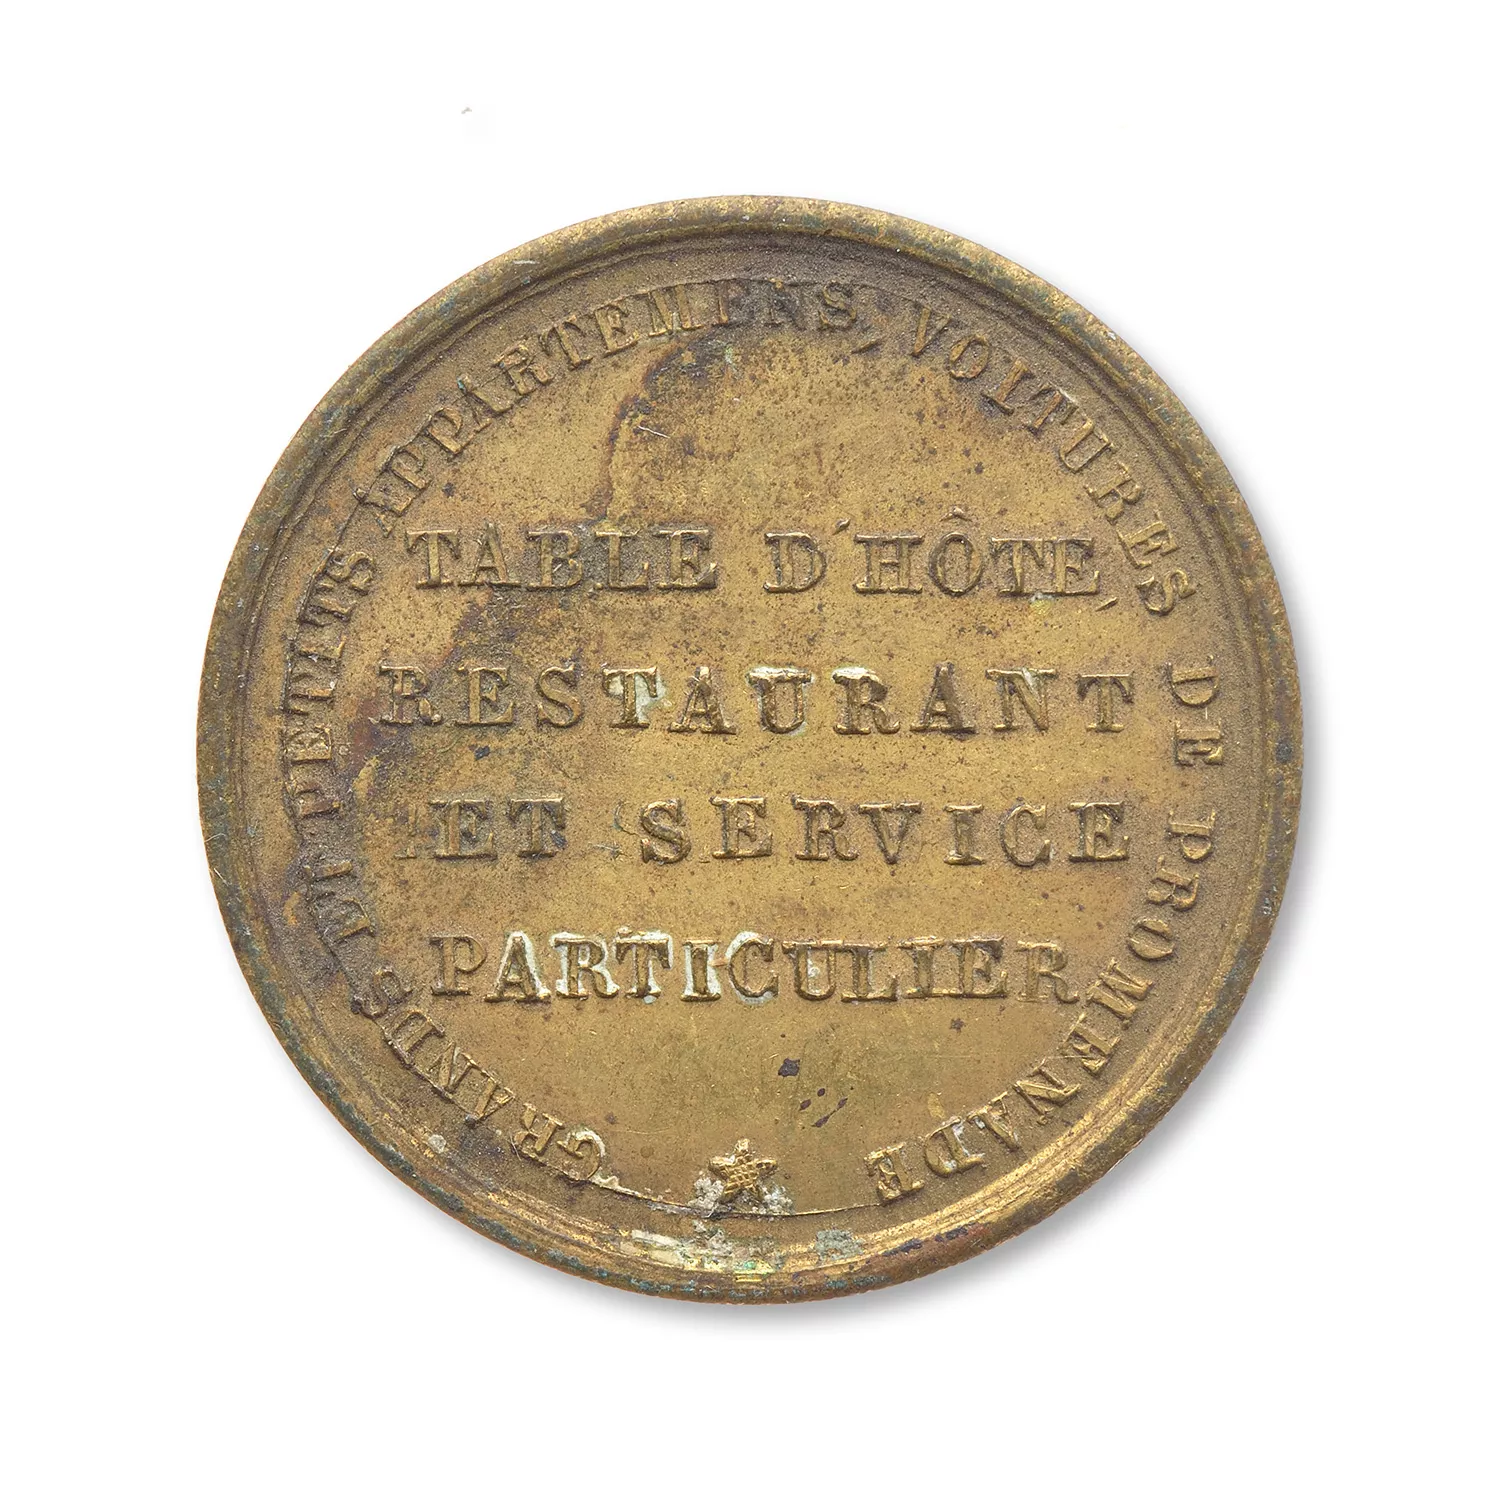 GRANDS ET PETITS APPARTEMENS, VOITURES DE PROMENADE
TABLE D'HÔTE,
RESTAURANT
ET SERVICE
PARTICULIER